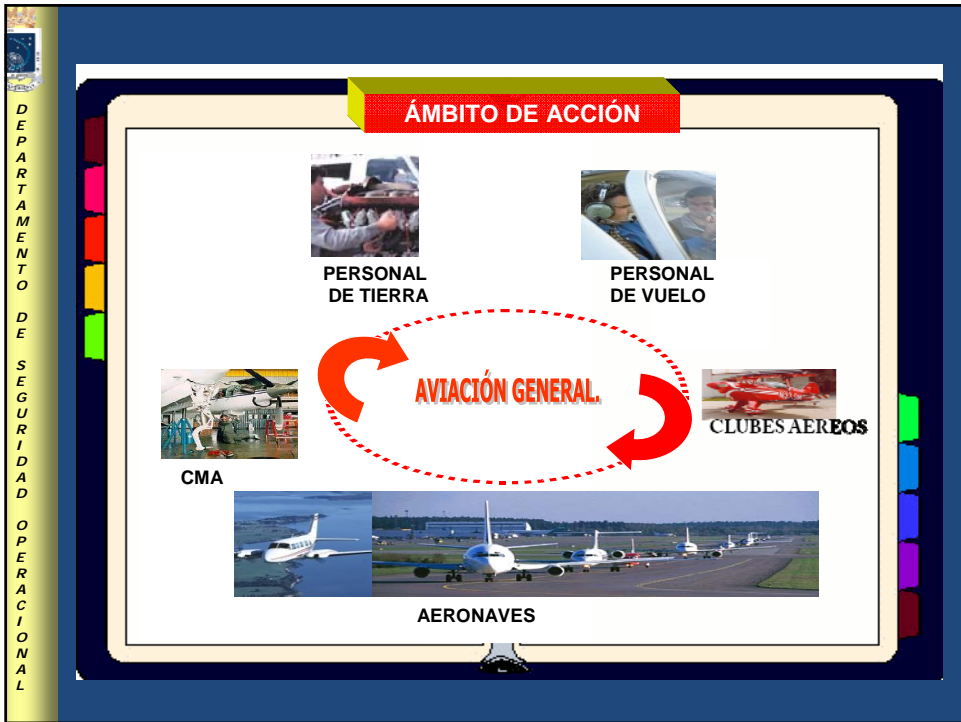 DEPARTAMENTO DE SEGURIDAD OPERACIONAL
ÁMBITO DE ACCIÓN
PERSONAL
DE TIERRA
PERSONAL
DE VUELO
AVIACIÓN GENERAL.
CLUBES AEREOS
CMA
AERONAVES